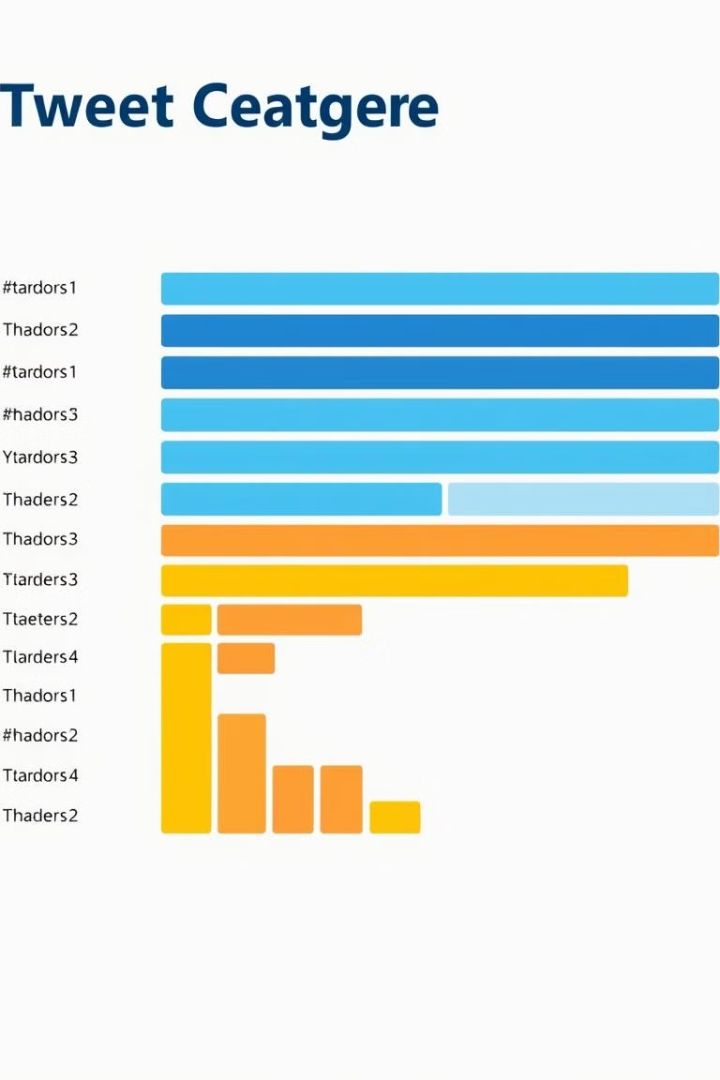 Tweet Ceatgere
#tardors1
Thadors2
#tardors1
#hadors3
Ytardors3
Thaders2
Thadors3
Tlarders3
Ttaeters2
Tlarders4
Thadors1
#hadors2
Ttardors4
Thaders2